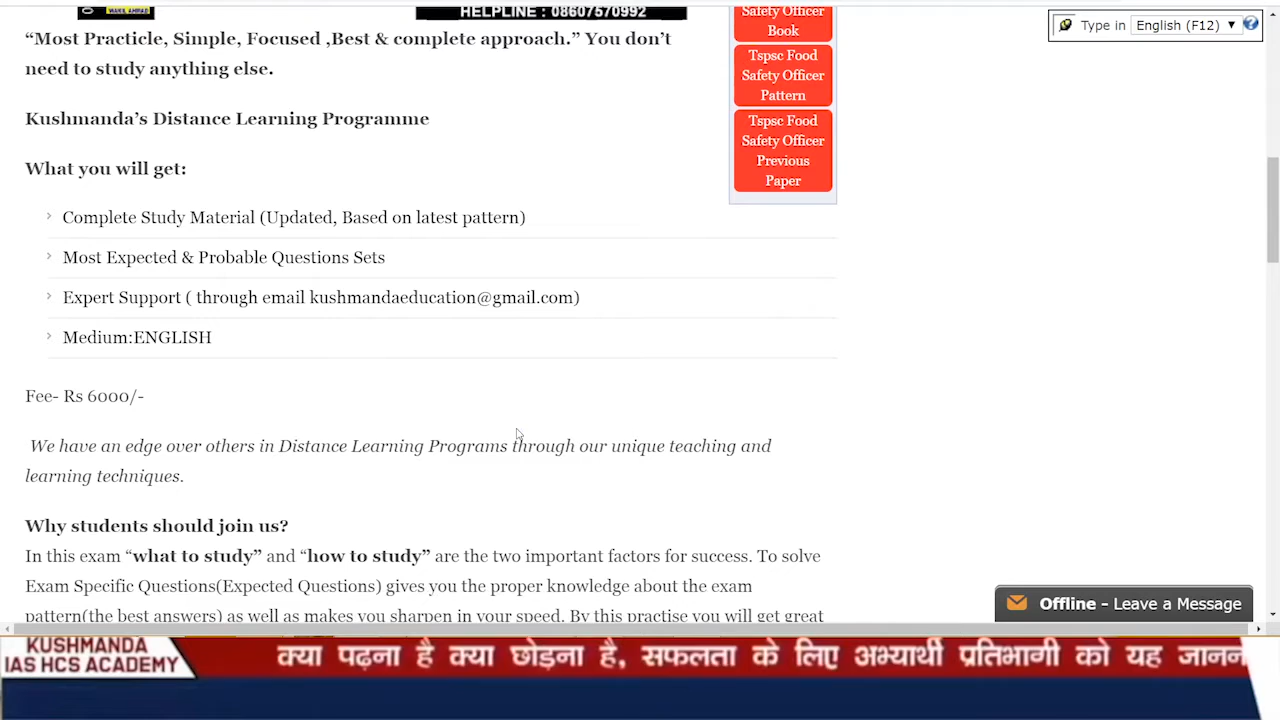 WAKIL AHMAD
HELPLINE : 08607570992
“Most Practicle, Simple, Focused ,Best & complete approach.” You don’t
need to study anything else.
Kushmanda’s Distance Learning Programme
What you will get:
Complete Study Material (Updated, Based on latest pattern)
Most Expected & Probable Questions Sets
Expert Support ( through email kushmandaeducation@gmail.com)
Medium:ENGLISH
Fee- Rs 6000/-
We have an edge over others in Distance Learning Programs through our unique teaching and
learning techniques.
Why students should join us?
In this exam “what to study” and “how to study” are the two important factors for success. To solve
Exam Specific Questions(Expected Questions) gives you the proper knowledge about the exam
pattern(the best answers) as well as makes you sharpen in your speed. By this practise you will get great
Safety Officer
Book
Tspsc Food
Safety Officer
Pattern
Tspsc Food
Safety Officer
Previous
Paper
Type in English (F12)
Offline – Leave a Message
KUSHMANDA
IAS HCS ACADEMY
क्या पढ़ना है क्या छोड़ना है, सफलता के लिए अभ्यार्थी प्रतिभागी को यह जानन